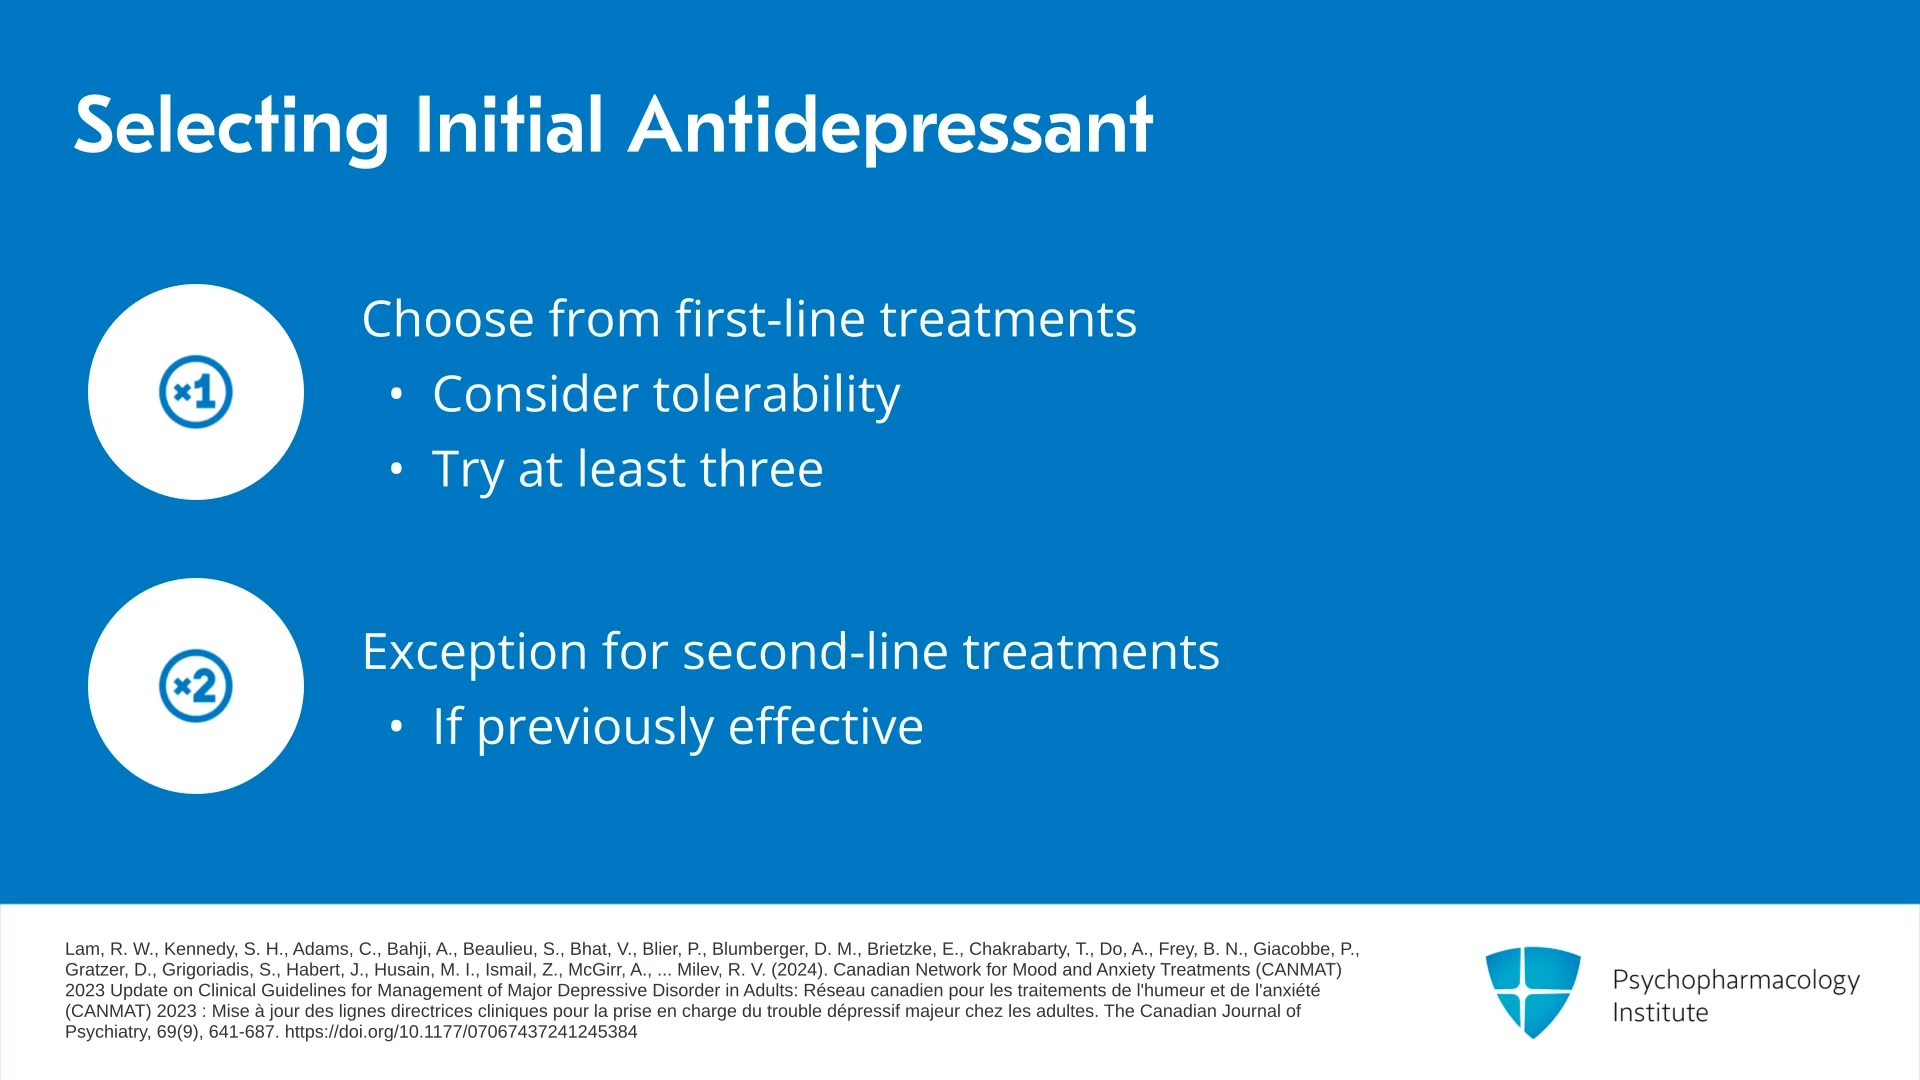 Selecting Initial Antidepressant
×1
Choose from first-line treatments
• Consider tolerability
• Try at least three
×2
Exception for second-line treatments
• If previously effective
Lam, R. W., Kennedy, S. H., Adams, C., Bahji, A., Beaulieu, S., Bhat, V., Blier, P., Blumberger, D. M., Brietzke, E., Chakrabarty, T., Do, A., Frey, B. N., Giacobbe, P.,
Gratzer, D., Grigoriadis, S., Habert, J., Husain, M. I., Ismail, Z., McGirr, A., ... Milev, R. V. (2024). Canadian Network for Mood and Anxiety Treatments (CANMAT)
2023 Update on Clinical Guidelines for Management of Major Depressive Disorder in Adults: Réseau canadien pour les traitements de l'humeur et de l'anxiété
(CANMAT) 2023 : Mise à jour des lignes directrices cliniques pour la prise en charge du trouble dépressif majeur chez les adultes. The Canadian Journal of
Psychiatry, 69(9), 641-687. https://doi.org/10.1177/07067437241245384
Psychopharmacology
Institute